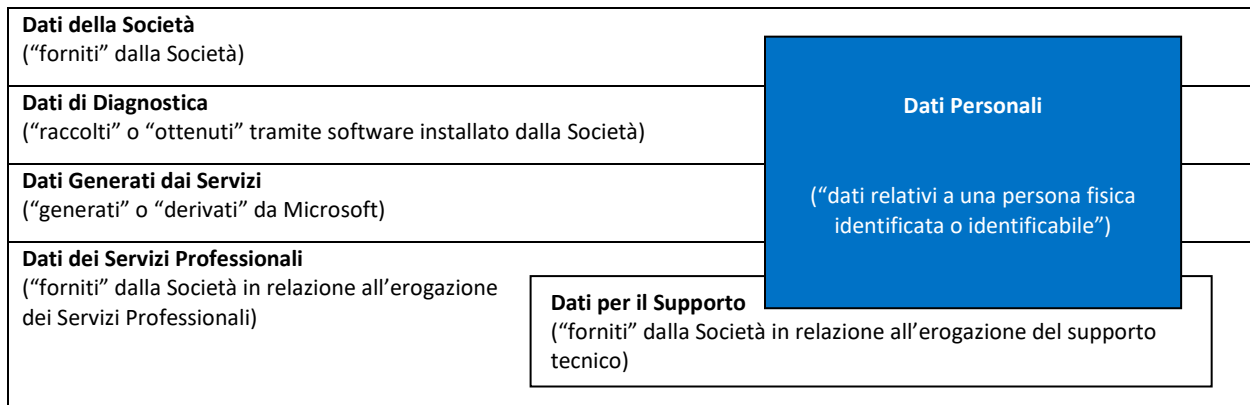 Dati della Società
(“forniti” dalla Società)
Dati di Diagnostica
(“raccolti” o “ottenuti” tramite software installato dalla Società)
Dati Generati dai Servizi
(“generati” o “derivati” da Microsoft)
Dati dei Servizi Professionali
(“forniti” dalla Società in relazione all’erogazione
dei Servizi Professionali)
Dati per il Supporto
(“forniti” dalla Società in relazione all’erogazione del supporto
tecnico)
Dati Personali
(“dati relativi a una persona fisica
identificata o identificabile”)